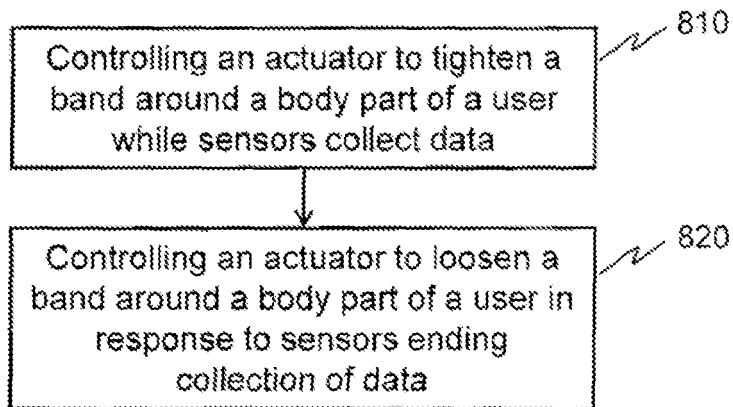 810
Controlling an actuator to tighten a
band around a body part of a user
while sensors collect data
820
Controlling an actuator to loosen a
band around a body part of a user in
response to sensors ending
collection of data